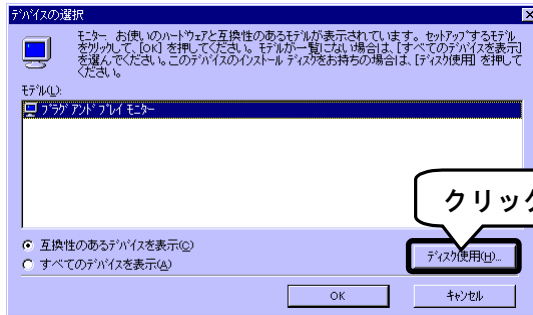 デバイスの選択
モニター お使いのハードウェアと互換性のあるモデルが表示されています。セットアップするモデル
をクリックして、[OK] を押してください。モデルが一覧にない場合は、[すべてのデバイスを表示]
を選んでください。このデバイスのインストール ディスクをお持ちの場合は、[ディスク使用] を押して
ください。
モデル(L):
プラグ アンド プレイ モニター
クリック
互換性のあるデバイスを表示(C)
すべてのデバイスを表示(A)
ディスク使用(H)...
OK
キャンセル